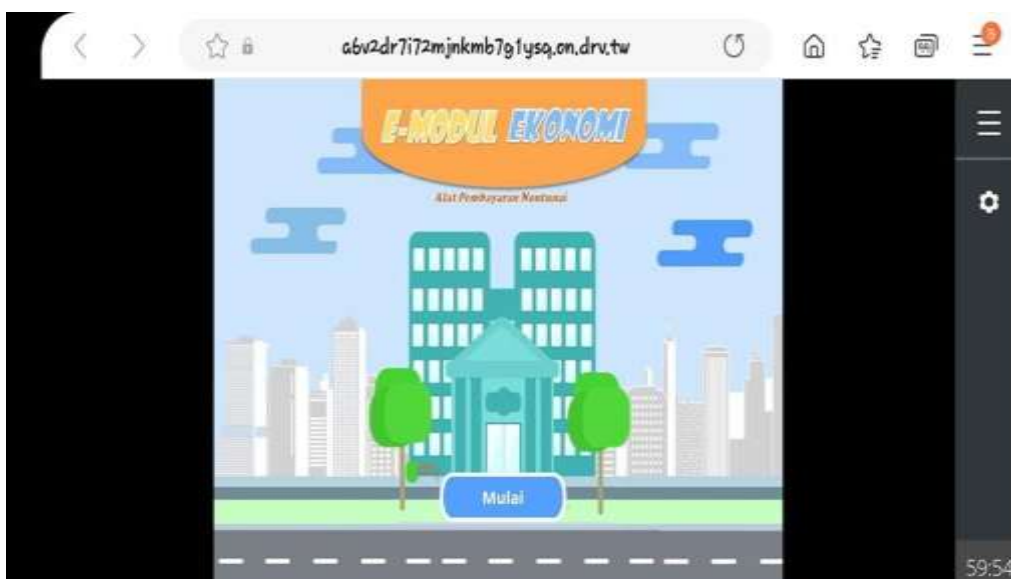 a6v2dr7i72mjnkmb7g1ysq.on.drv.tw
E-MODUL EKONOMI
Alat Pembayaran Nontunai
Mulai
59:54